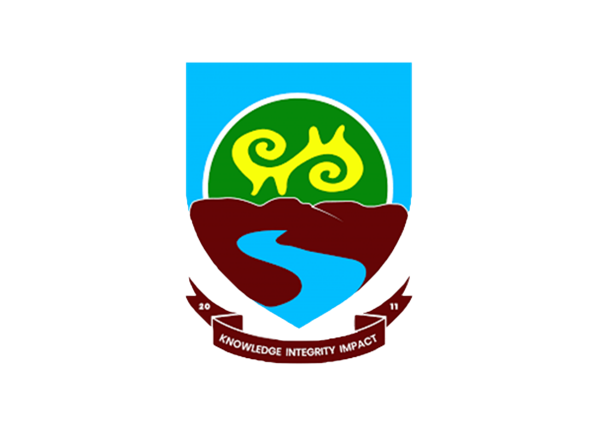 20 11
KNOWLEDGE INTEGRITY IMPACT